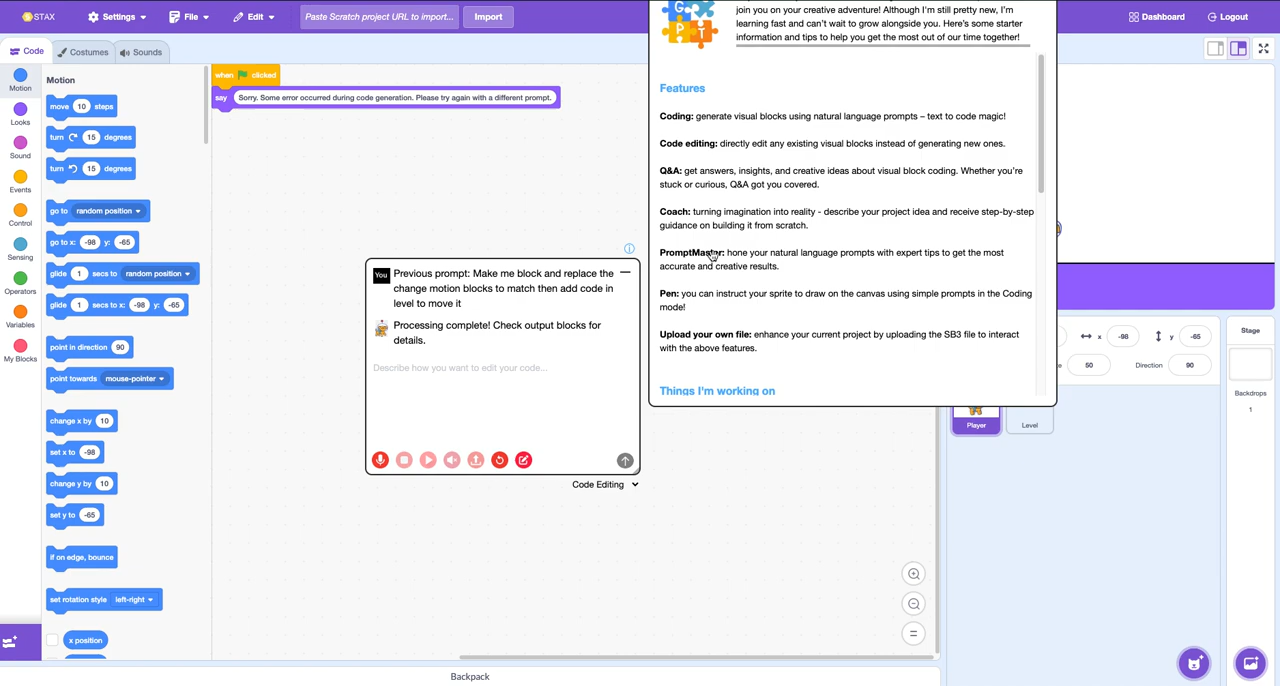 STAX
Settings
File
Edit
Paste Scratch project URL to import...
Import
Dashboard
Logout
Code
Costumes
Sounds
Motion
Looks
Sound
Events
Control
Sensing
Operators
Variables
My Blocks
Motion
move 10 steps
turn 15 degrees
turn 15 degrees
go to random position
go to x: -98 y: -65
glide 1 secs to random position
glide 1 secs to x: -98 y: -65
point in direction 90
point towards mouse-pointer
change x by 10
set x to -98
change y by 10
set y to -65
if on edge, bounce
set rotation style left-right
x position
when clicked
say Sorry. Some error occurred during code generation. Please try again with a different prompt.
You
Previous prompt: Make me block and replace the
change motion blocks to match then add code in
level to move it
Processing complete! Check output blocks for
details.
Describe how you want to edit your code...
Code Editing
GPT
join you on your creative adventure! Although I'm still pretty new, I'm
learning fast and can't wait to grow alongside you. Here's some starter
information and tips to help you get the most out of our time together!
Features
Coding: generate visual blocks using natural language prompts – text to code magic!
Code editing: directly edit any existing visual blocks instead of generating new ones.
Q&A: get answers, insights, and creative ideas about visual block coding. Whether you're
stuck or curious, Q&A got you covered.
Coach: turning imagination into reality - describe your project idea and receive step-by-step
guidance on building it from scratch.
PromptMaster: hone your natural language prompts with expert tips to get the most
accurate and creative results.
Pen: you can instruct your sprite to draw on the canvas using simple prompts in the Coding
mode!
Upload your own file: enhance your current project by uploading the SB3 file to interact
with the above features.
Things I'm working on
x -98 y -65
e 50 Direction 90
Player
Level
Stage
Backdrops
1
Backpack